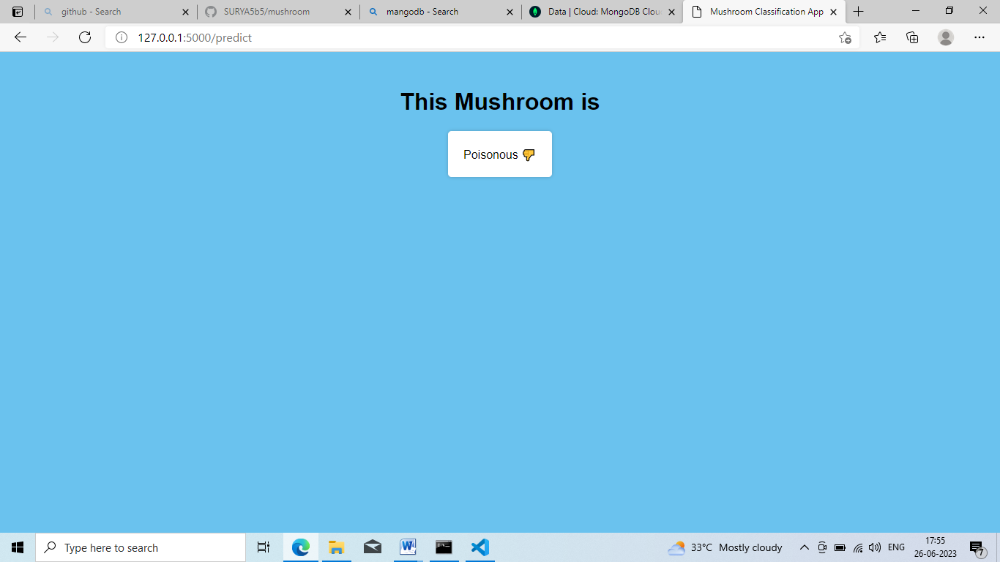 github - Search
SURYA5b5/mushroom
mangodb - Search
Data | Cloud: MongoDB Clou
Mushroom Classification App
127.0.0.1:5000/predict
This Mushroom is
Poisonous 👎
Type here to search
33°C Mostly cloudy
ENG
17:55
26-06-2023
7